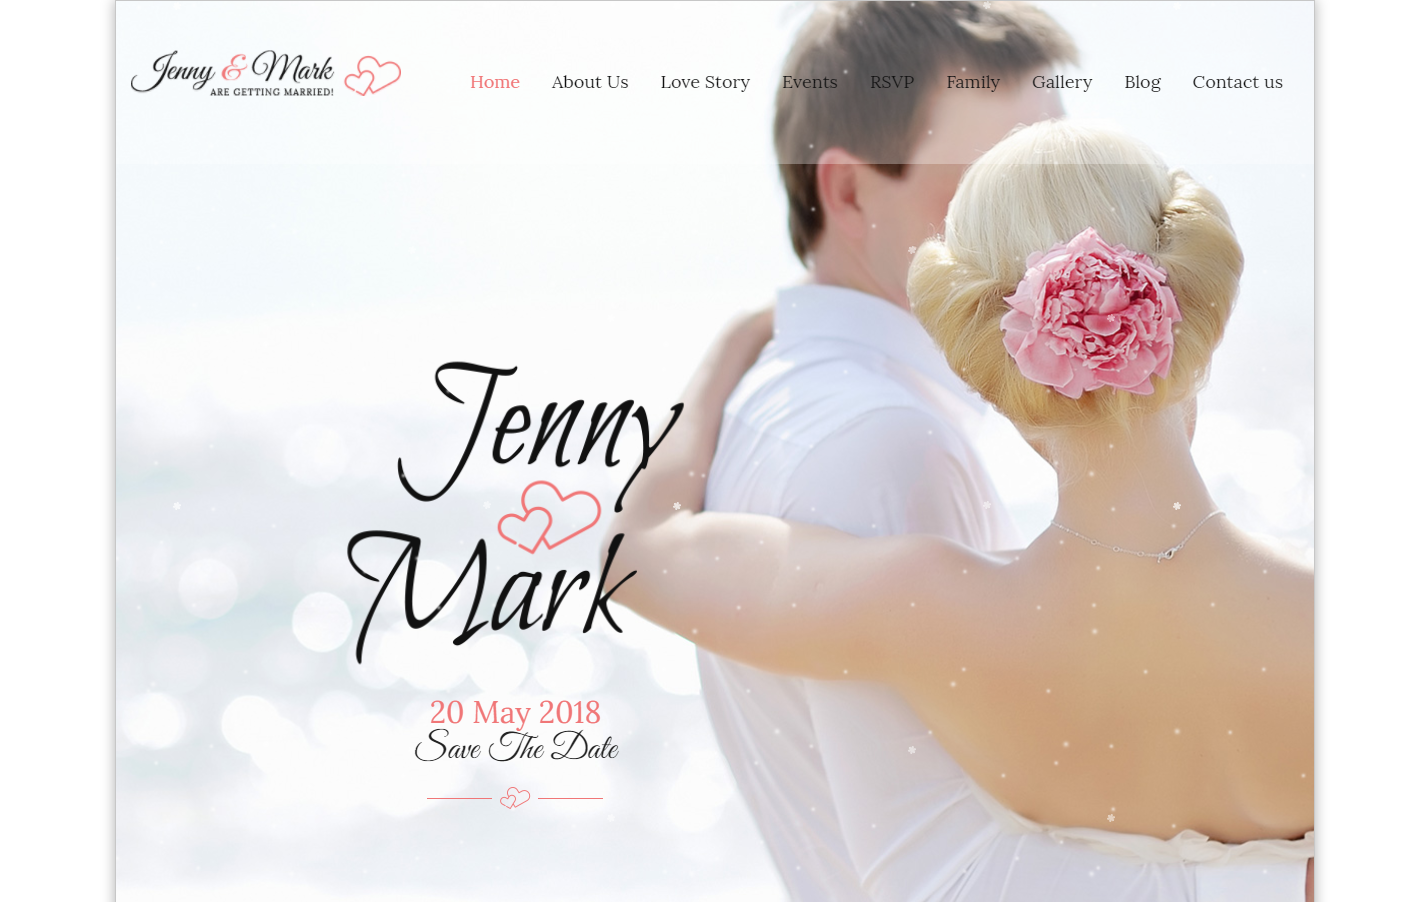 Jenny & Mark
ARE GETTING MARRIED!
Home About Us Love Story Events RSVP Family Gallery Blog Contact us
Jenny
Mark
20 May 2018
Save The Date